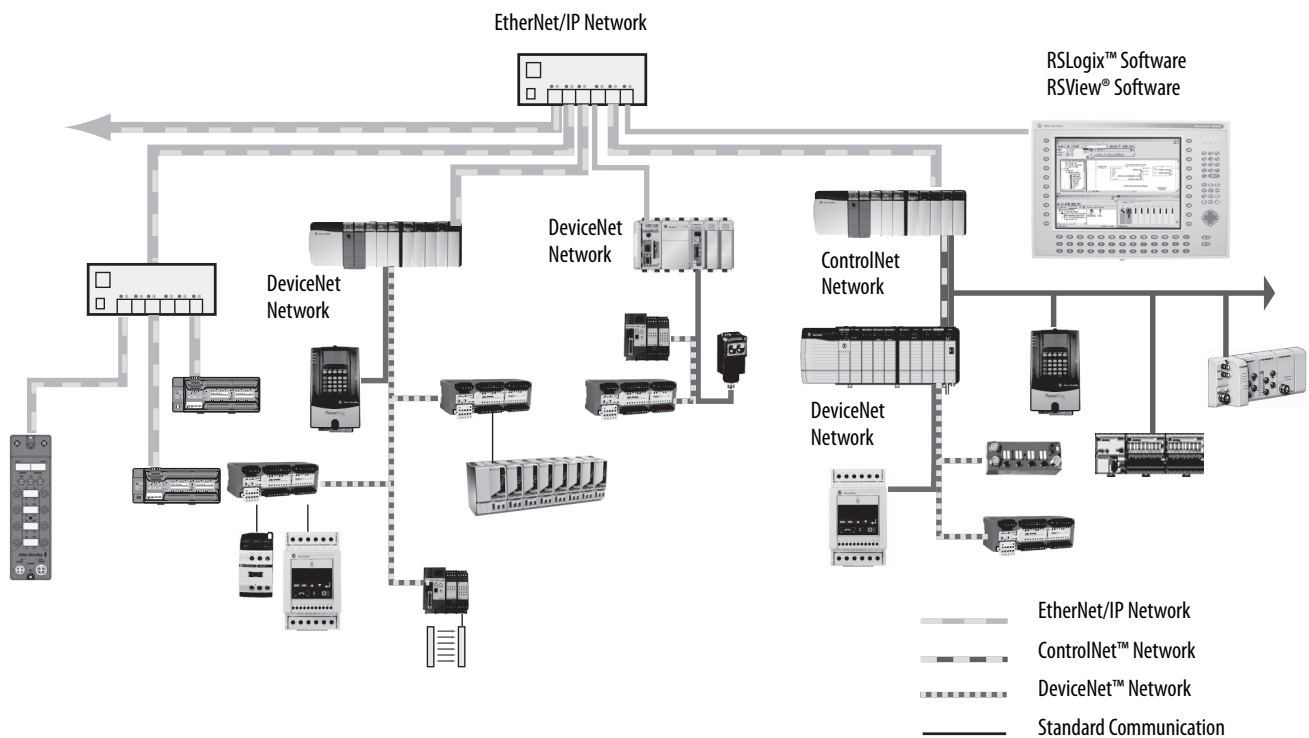 EtherNet/IP Network
RSLogix™ Software
RSView® Software
DeviceNet
Network
DeviceNet
Network
ControlNet
Network
DeviceNet
Network
EtherNet/IP Network
ControlNet™ Network
DeviceNet™ Network
Standard Communication